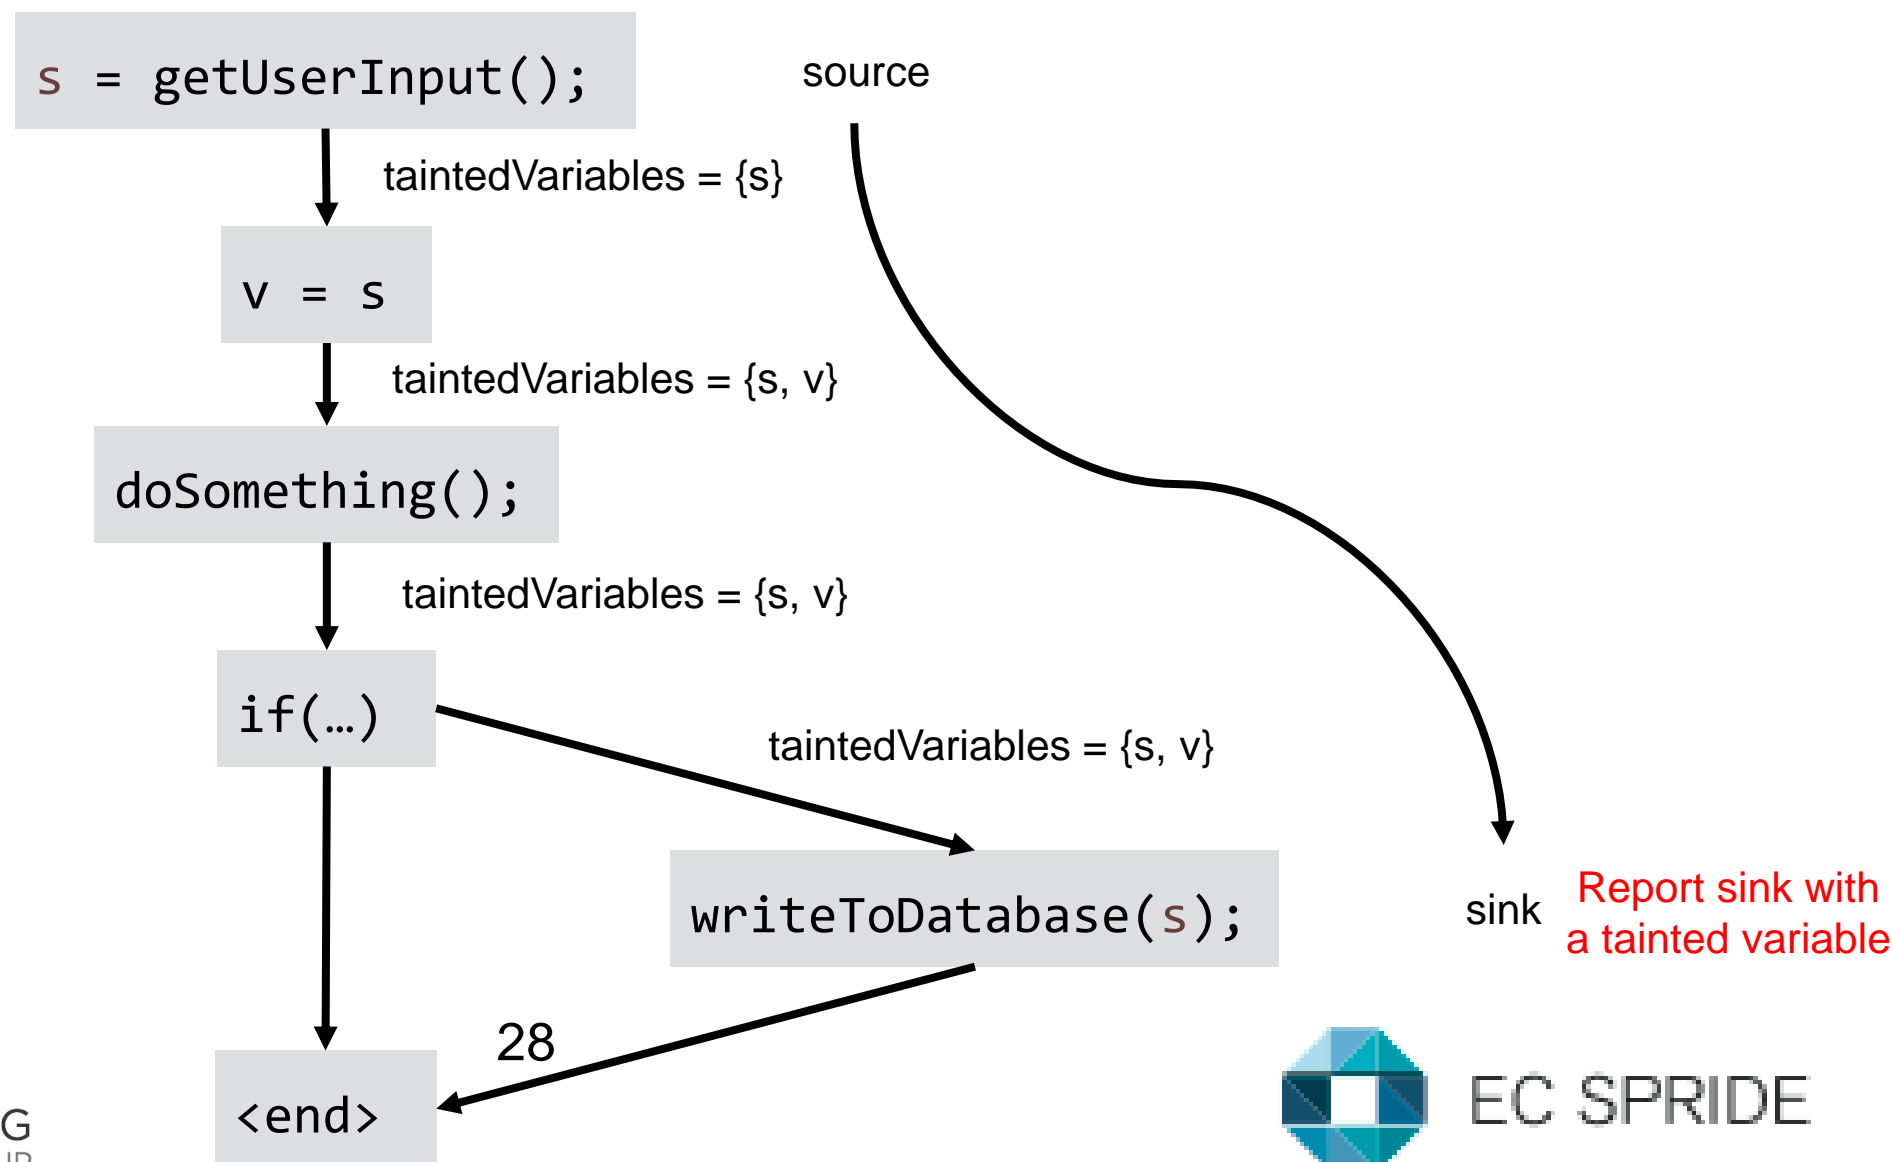 s = getUserInput();
source
taintedVariables = {s}
v = s
taintedVariables = {s, v}
doSomething();
taintedVariables = {s, v}
if(…)
taintedVariables = {s, v}
writeToDatabase(s);
sink
Report sink with
a tainted variable
28
<end>
EC SPRIDE
G